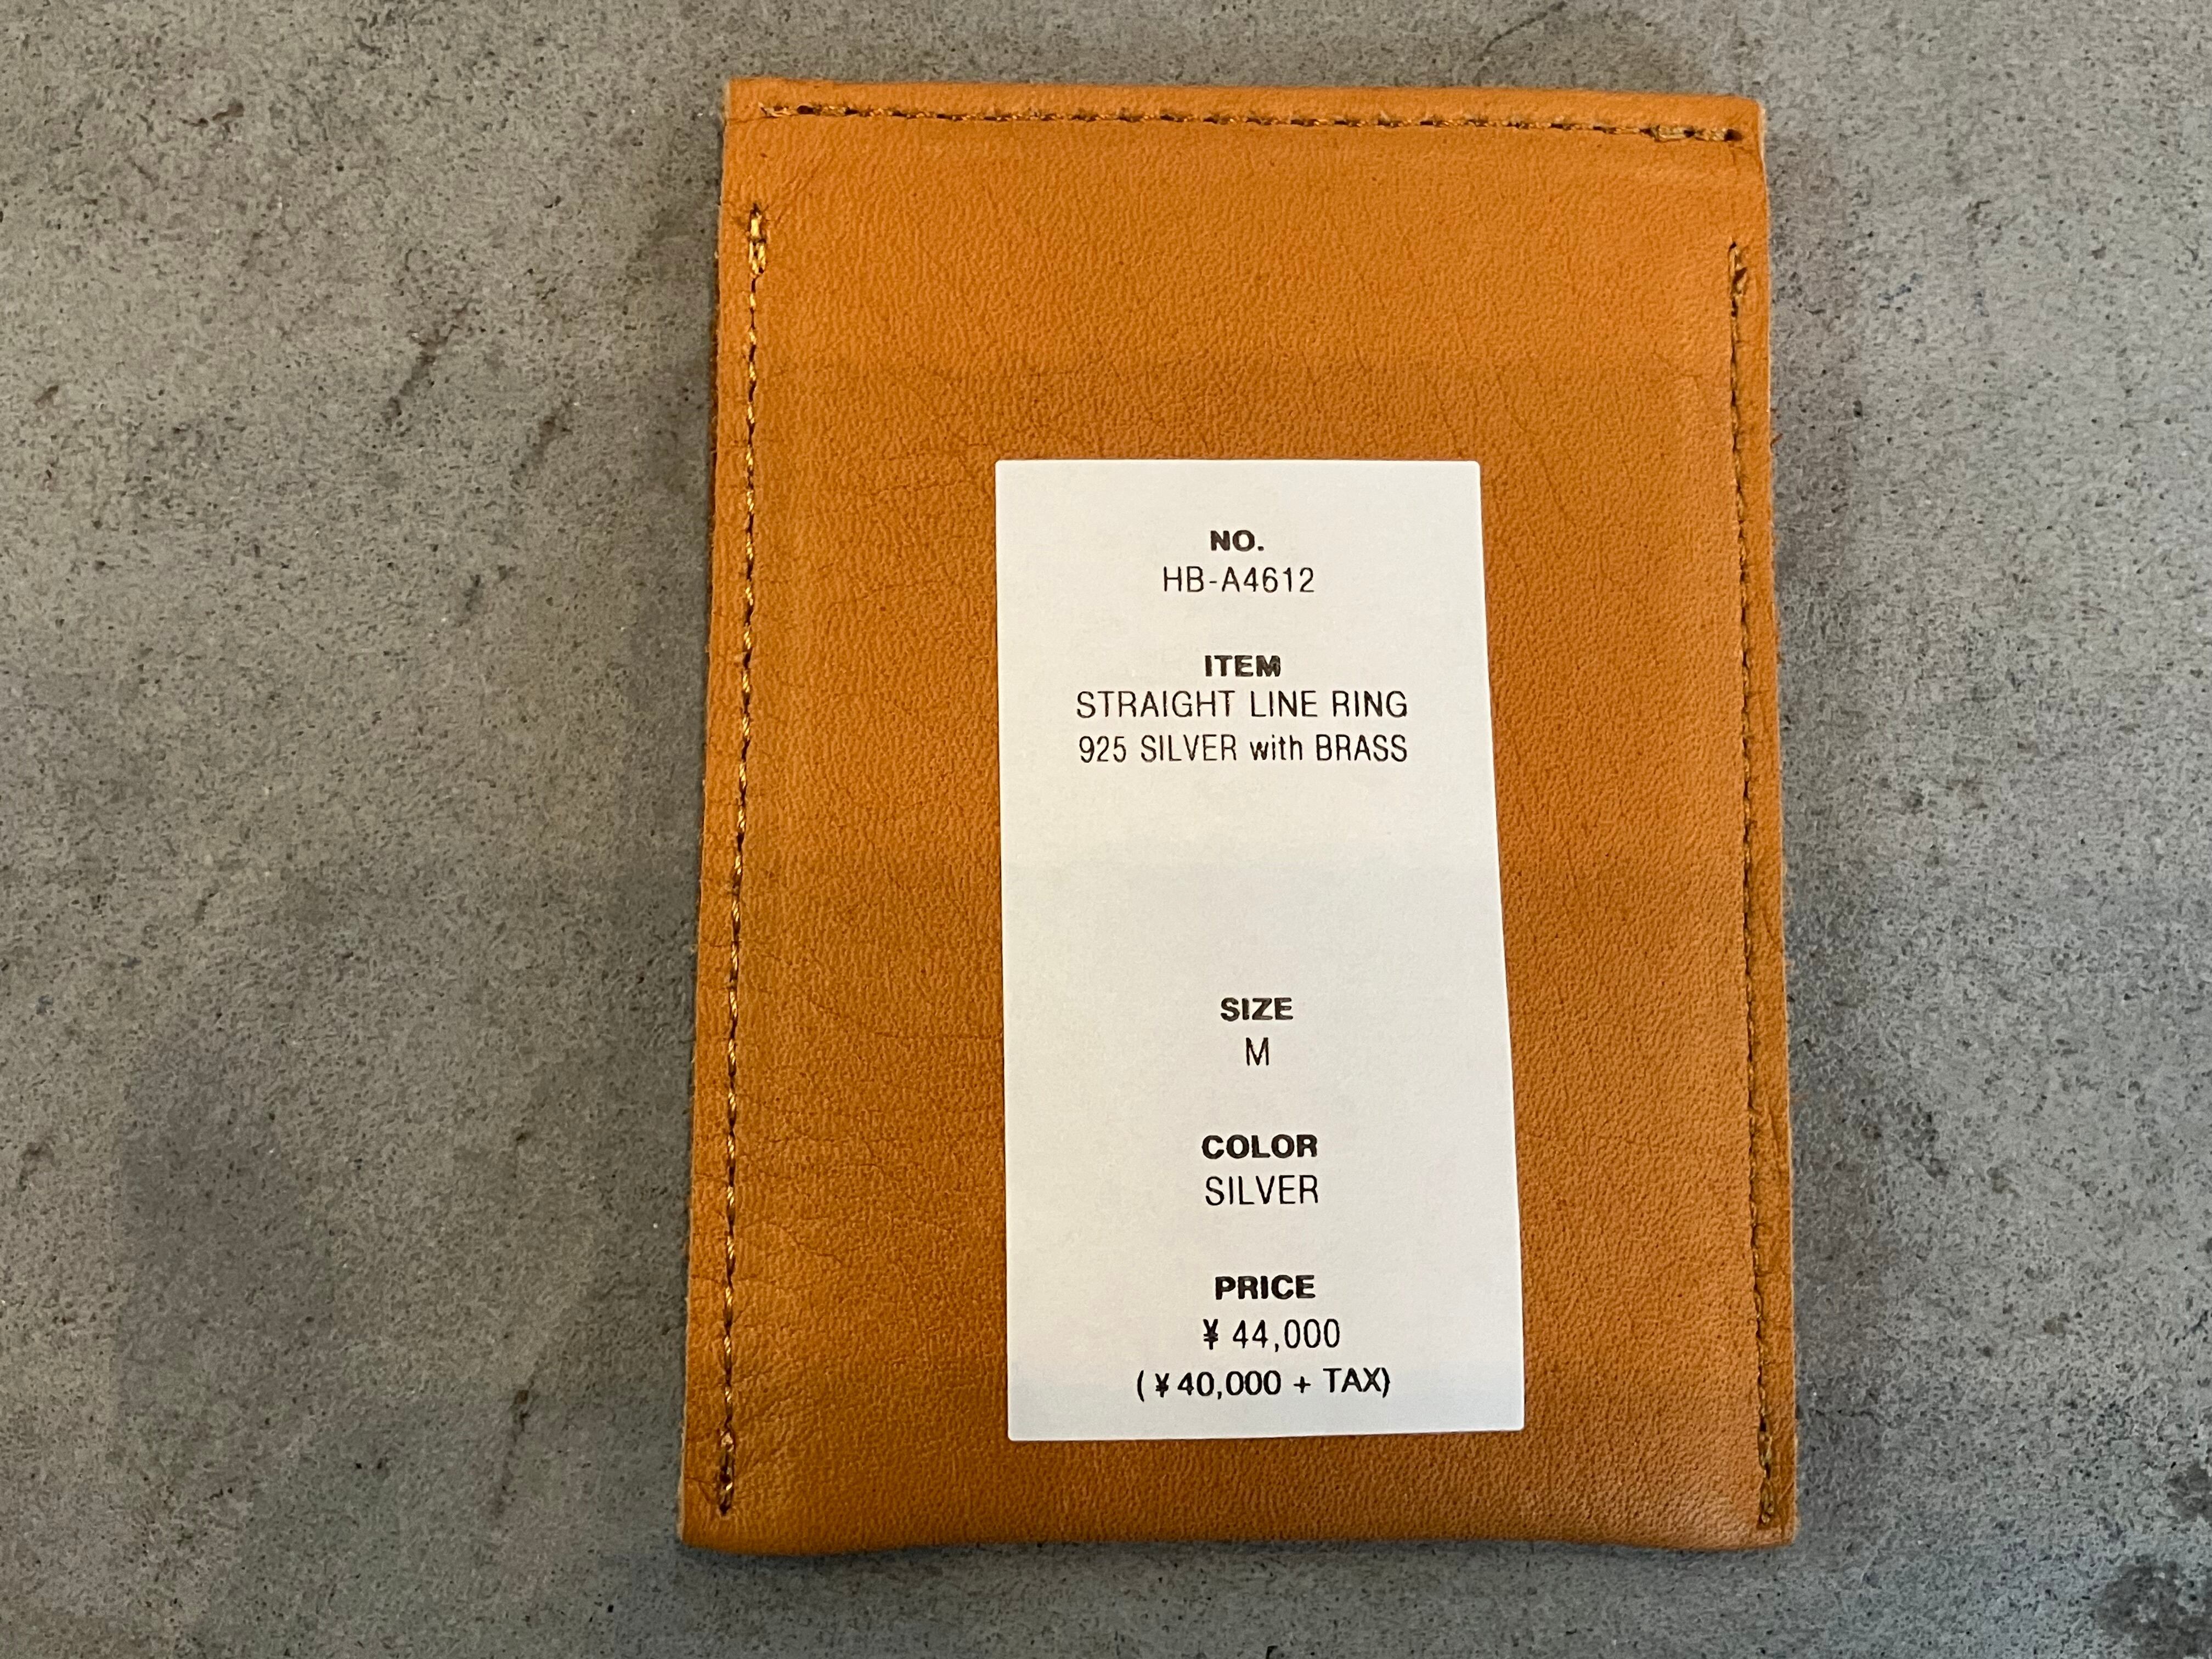 NO.
HB-A4612
ITEM
STRAIGHT LINE RING
925 SILVER with BRASS
SIZE
M
COLOR
SILVER
PRICE
¥ 44,000
(¥40,000 + TAX)